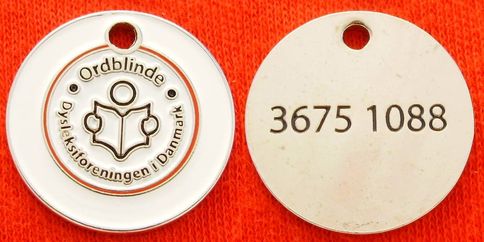 Ordblinde
Dysleksiforeningen i Danmark
3675 1088